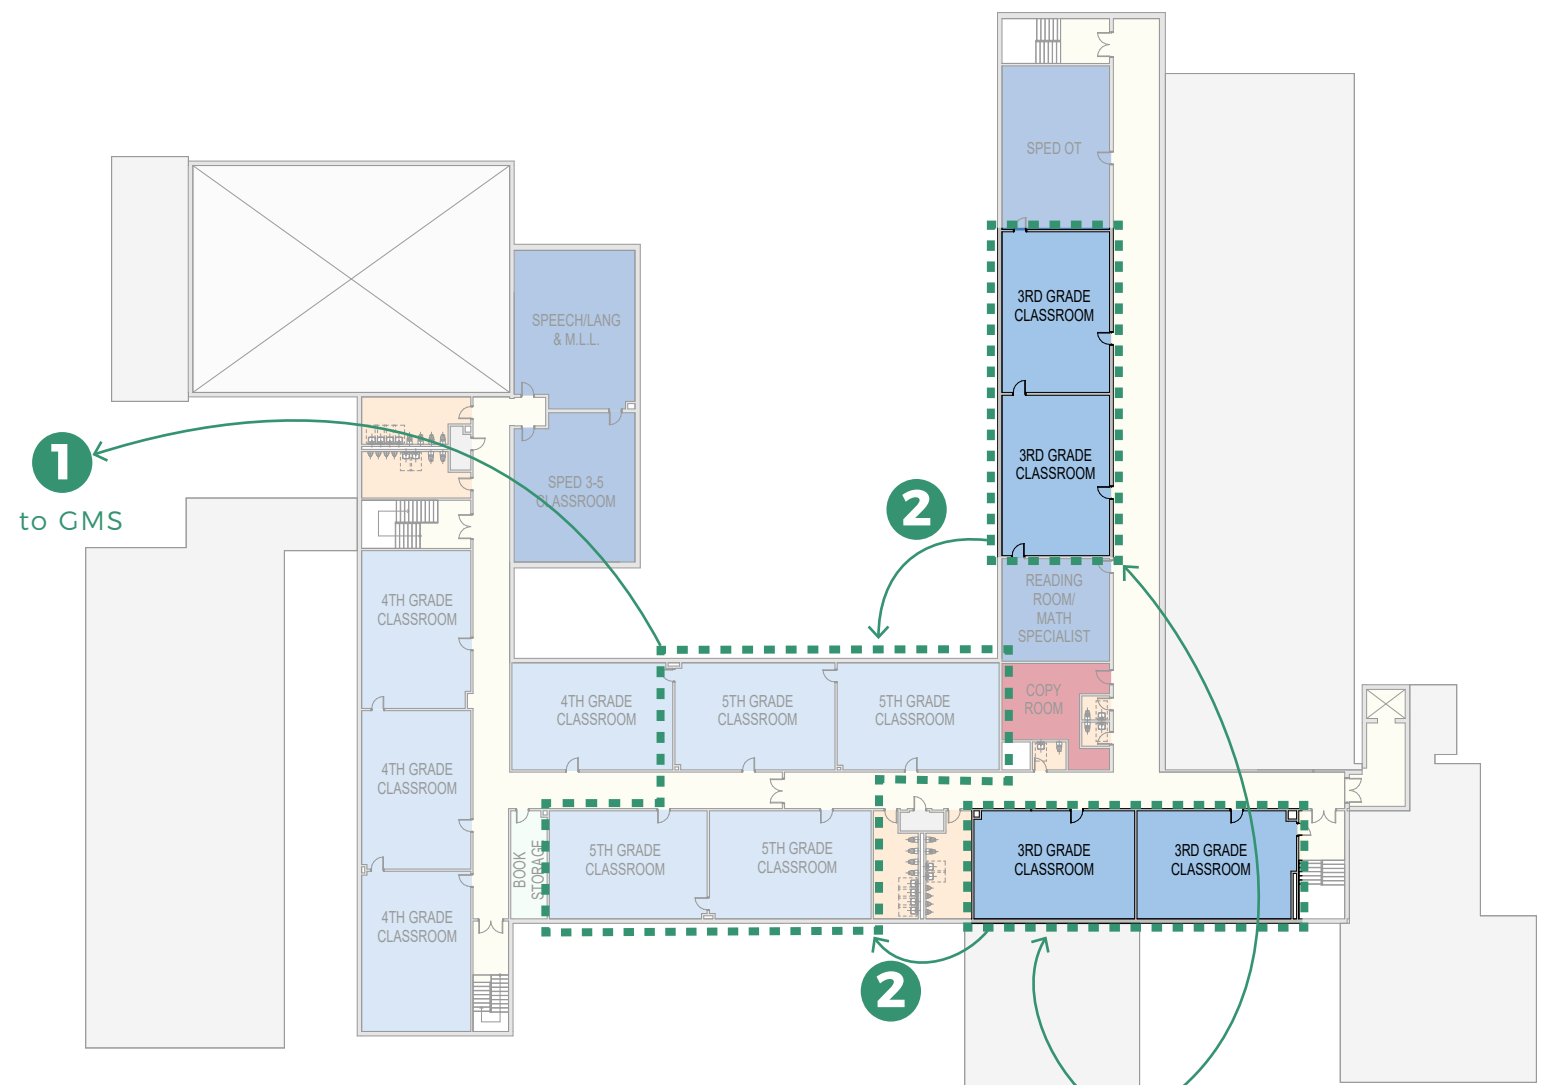 SPED OT
3RD GRADE
CLASSROOM
SPEECH/LANG
& M.L.L.
3RD GRADE
CLASSROOM
1
to GMS
SPED 3-5
CLASSROOM
2
READING
ROOM/
MATH
SPECIALIST
4TH GRADE
CLASSROOM
4TH GRADE
CLASSROOM
5TH GRADE
CLASSROOM
5TH GRADE
CLASSROOM
COPY
ROOM
4TH GRADE
CLASSROOM
BOOK
STORAGE
5TH GRADE
CLASSROOM
5TH GRADE
CLASSROOM
3RD GRADE
CLASSROOM
3RD GRADE
CLASSROOM
4TH GRADE
CLASSROOM
2